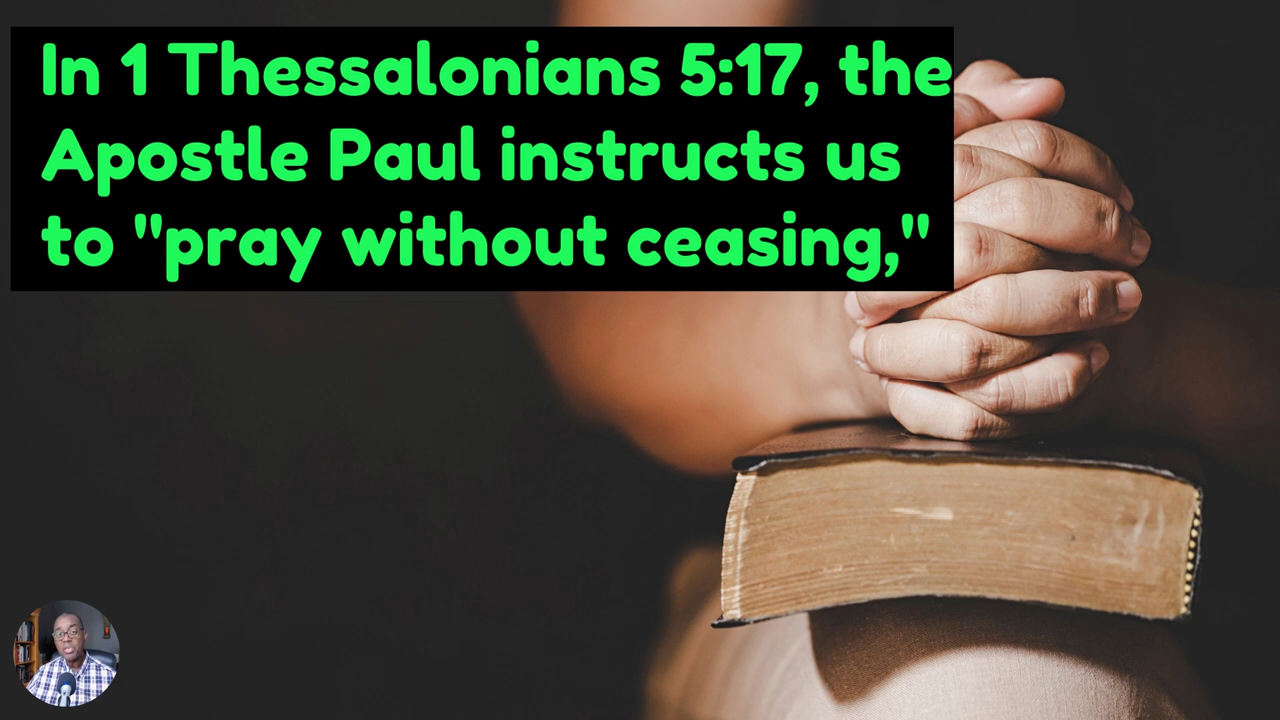 In 1 Thessalonians 5:17, the
Apostle Paul instructs us
to "pray without ceasing,"